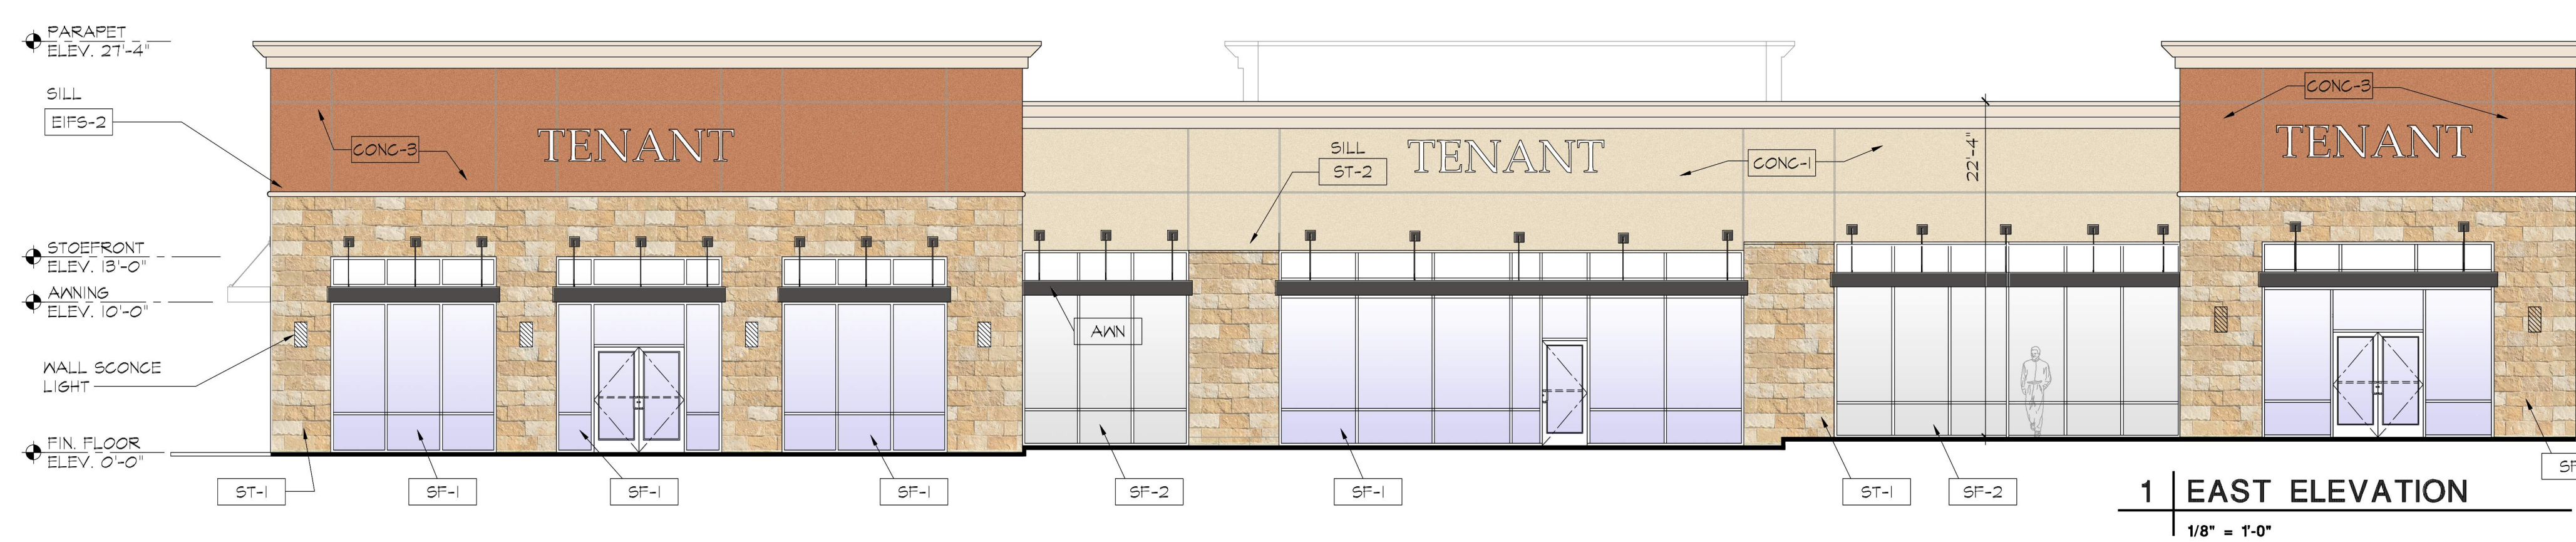 PARAPET
ELEV. 27'-4"
SILL
EIFS-2
CONC-3
TENANT
SILL
ST-2
TENANT
CONC-1
22'-4"
CONC-3
TENANT
STOEFRONT
ELEV. 13'-0"
AWNING
ELEV. 10'-0"
AWN
WALL SCONCE
LIGHT
FIN. FLOOR
ELEV. 0'-0"
ST-1
SF-1
SF-1
SF-1
SF-2
SF-1
ST-1
SF-2
SF
1 EAST ELEVATION
1/8" = 1'-0"